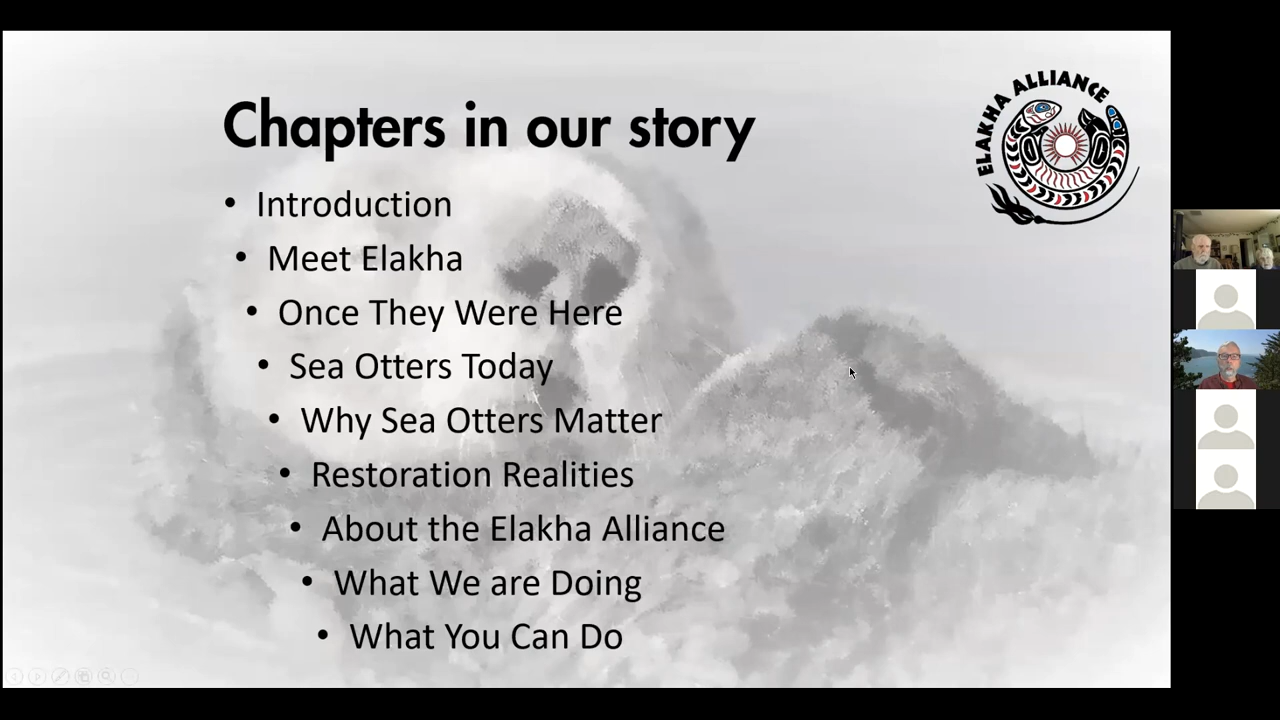 Chapters in our story
ELAKHA ALLIANCE
• Introduction
• Meet Elakha
• Once They Were Here
• Sea Otters Today
• Why Sea Otters Matter
• Restoration Realities
• About the Elakha Alliance
• What We are Doing
• What You Can Do